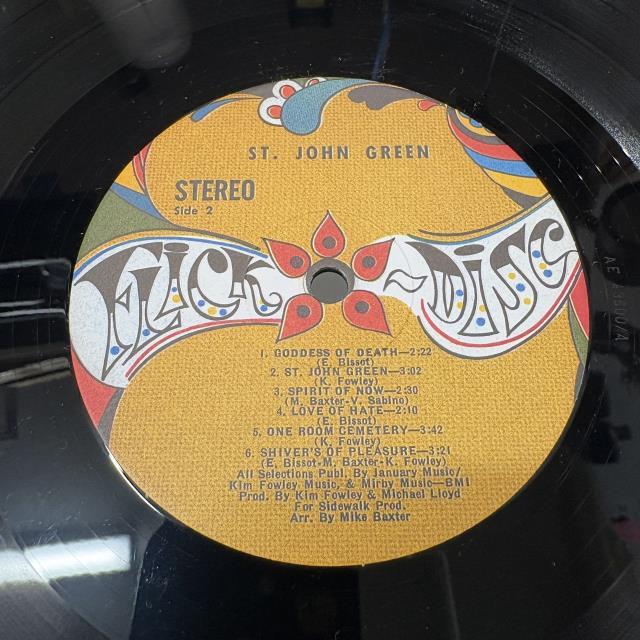 ST. JOHN GREEN
STEREO
Side 2
FLICK~DISC
1. GODDESS OF DEATH—2:22
(E. Bissot)
2. ST. JOHN GREEN—3:02
(K. Fowley)
3. SPIRIT OF NOW—2:30
(M. Baxter-V. Sabino)
4. LOVE OF HATE—2:10
(E. Bissot)
5. ONE ROOM CEMETERY—3:42
(K. Fowley)
6. SHIVER'S OF PLEASURE—3:21
(E. Bissot-M. Baxter-K. Fowley)
All Selections Publ. By January Music/
Kim Fowley Music, & Mirby Music—BMI
Prod. By Kim Fowley & Michael Lloyd
For Sidewalk Prod.
Arr. By Mike Baxter